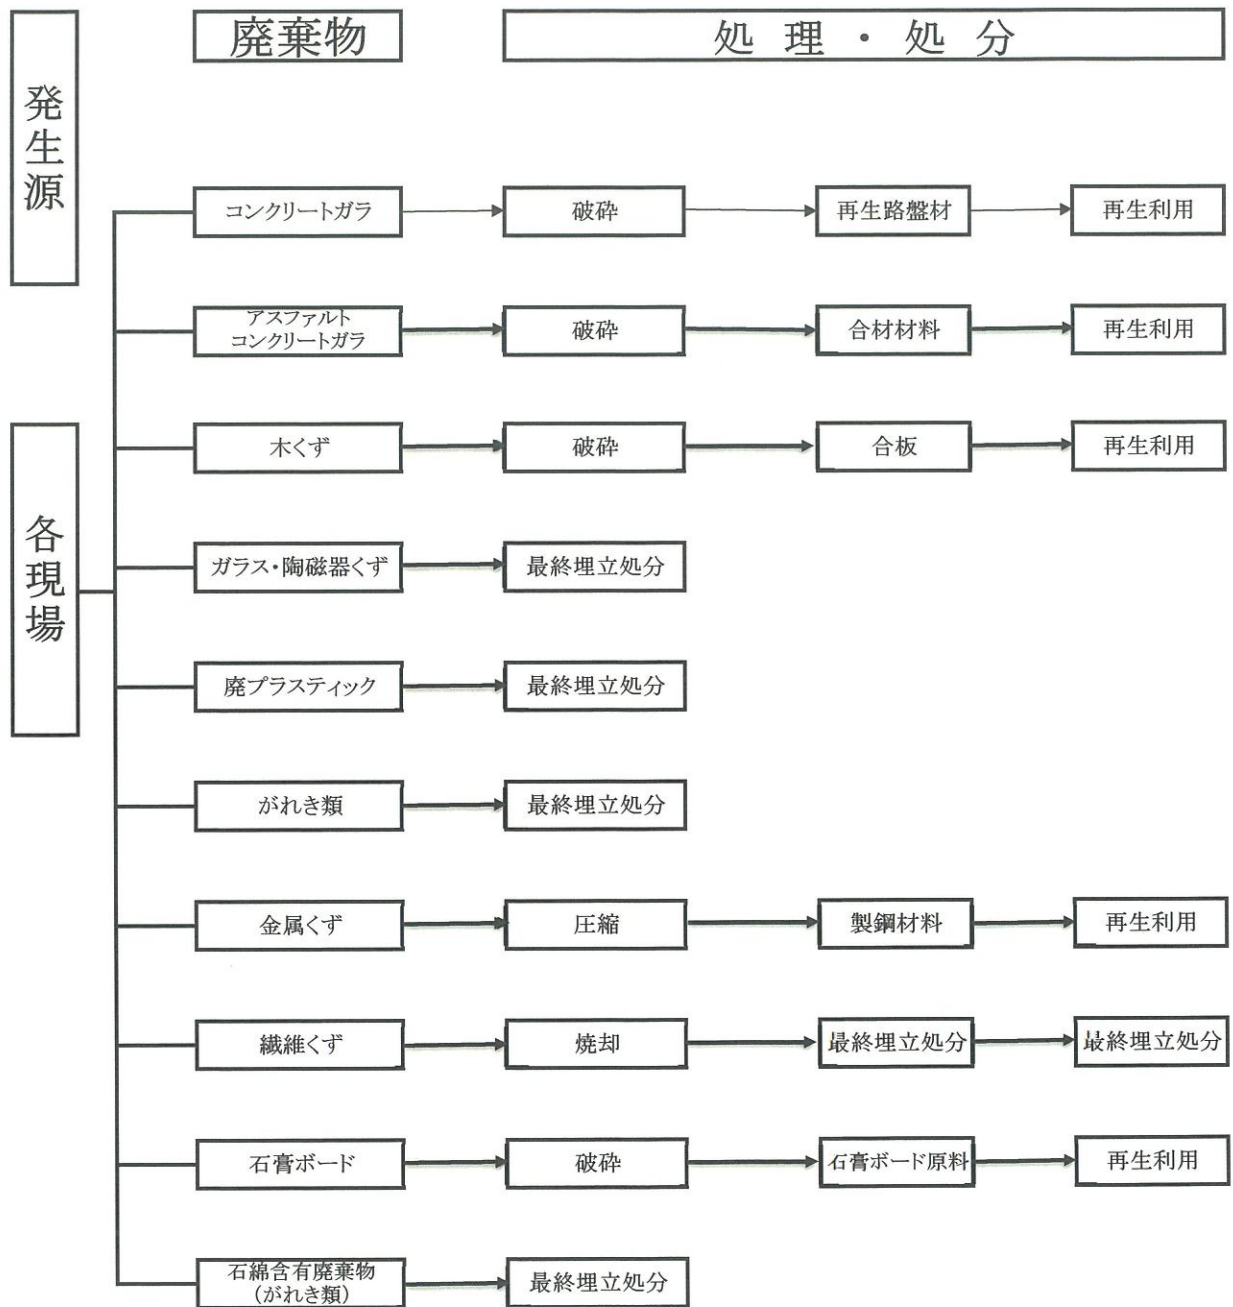 廃棄物
処理・処分
発生源
コンクリートガラ
破砕
再生路盤材
再生利用
アスファルト
コンクリートガラ
破砕
合材材料
再生利用
各現場
木くず
破砕
合板
再生利用
ガラス・陶磁器くず
最終埋立処分
廃プラスティック
最終埋立処分
がれき類
最終埋立処分
金属くず
圧縮
製鋼材料
再生利用
繊維くず
焼却
最終埋立処分
最終埋立処分
石膏ボード
破砕
石膏ボード原料
再生利用
石綿含有廃棄物
(がれき類)
最終埋立処分